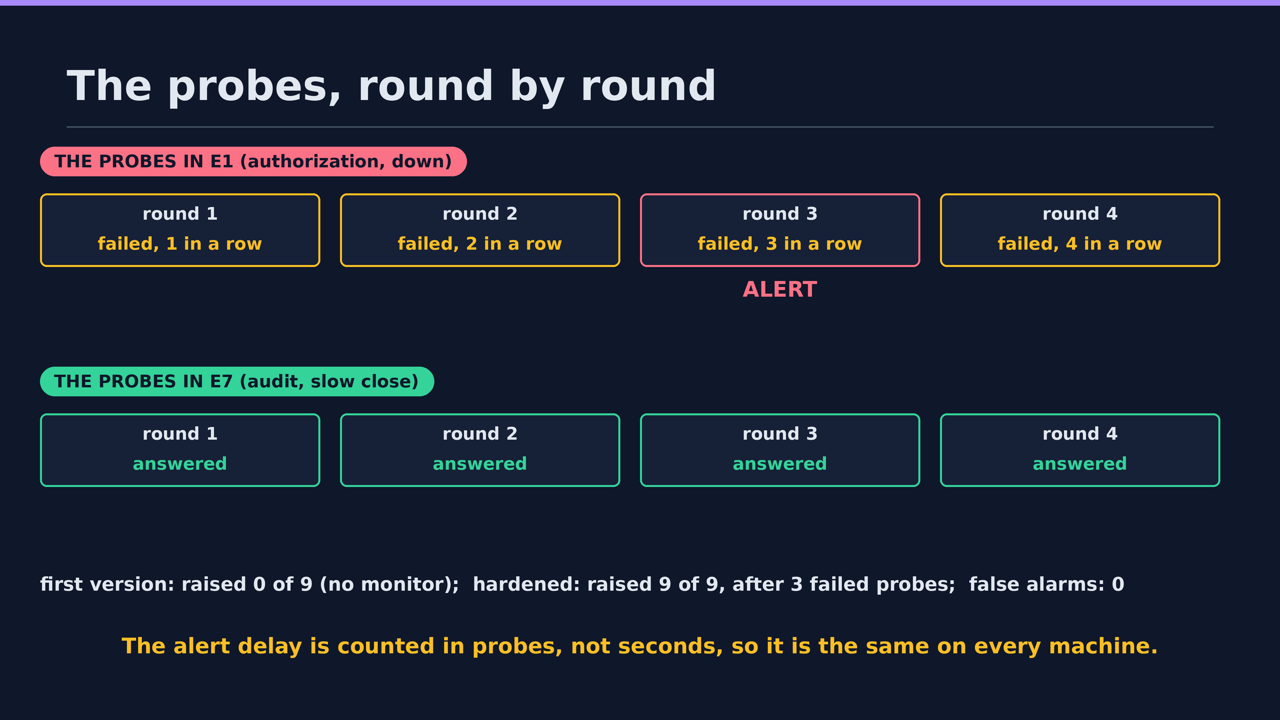 The probes, round by round
THE PROBES IN E1 (authorization, down)
round 1
failed, 1 in a row
round 2
failed, 2 in a row
round 3
failed, 3 in a row
round 4
failed, 4 in a row
ALERT
THE PROBES IN E7 (audit, slow close)
round 1
answered
round 2
answered
round 3
answered
round 4
answered
first version: raised 0 of 9 (no monitor);  hardened: raised 9 of 9, after 3 failed probes;  false alarms: 0
The alert delay is counted in probes, not seconds, so it is the same on every machine.